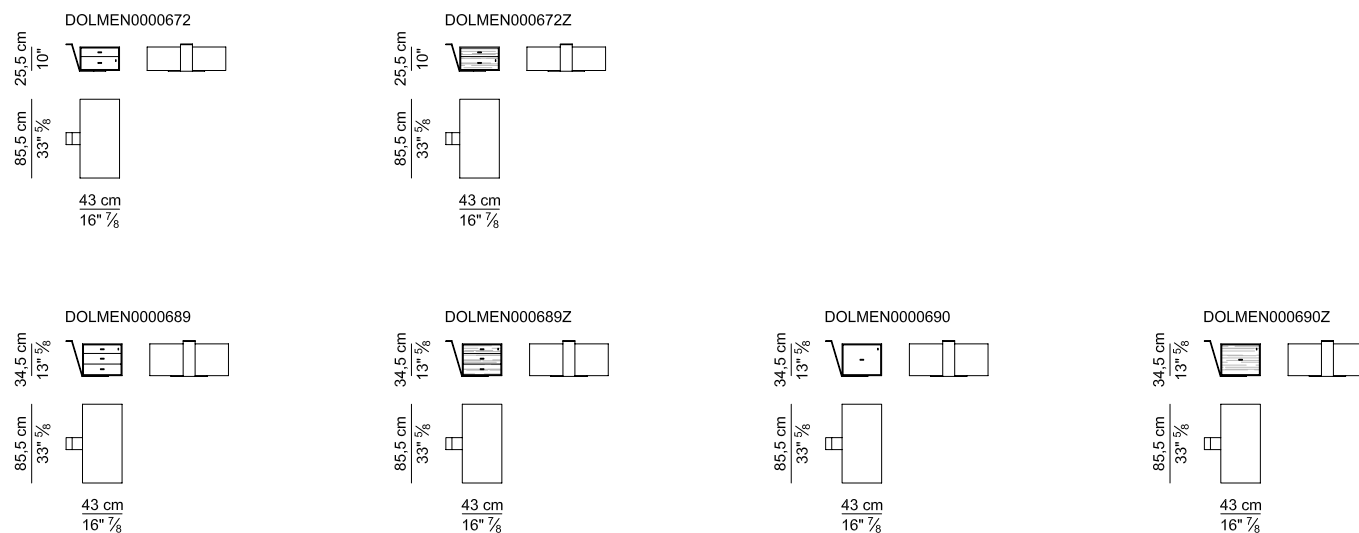 DOLMEN0000672
25,5 cm
10"
85,5 cm
33" 5/8
43 cm
16" 7/8
DOLMEN000672Z
25,5 cm
10"
85,5 cm
33" 5/8
43 cm
16" 7/8
DOLMEN0000689
34,5 cm
13" 5/8
85,5 cm
33" 5/8
43 cm
16" 7/8
DOLMEN000689Z
34,5 cm
13" 5/8
85,5 cm
33" 5/8
43 cm
16" 7/8
DOLMEN000690
34,5 cm
13" 5/8
85,5 cm
33" 5/8
43 cm
16" 7/8
DOLMEN000690Z
34,5 cm
13" 5/8
85,5 cm
33" 5/8
43 cm
16" 7/8